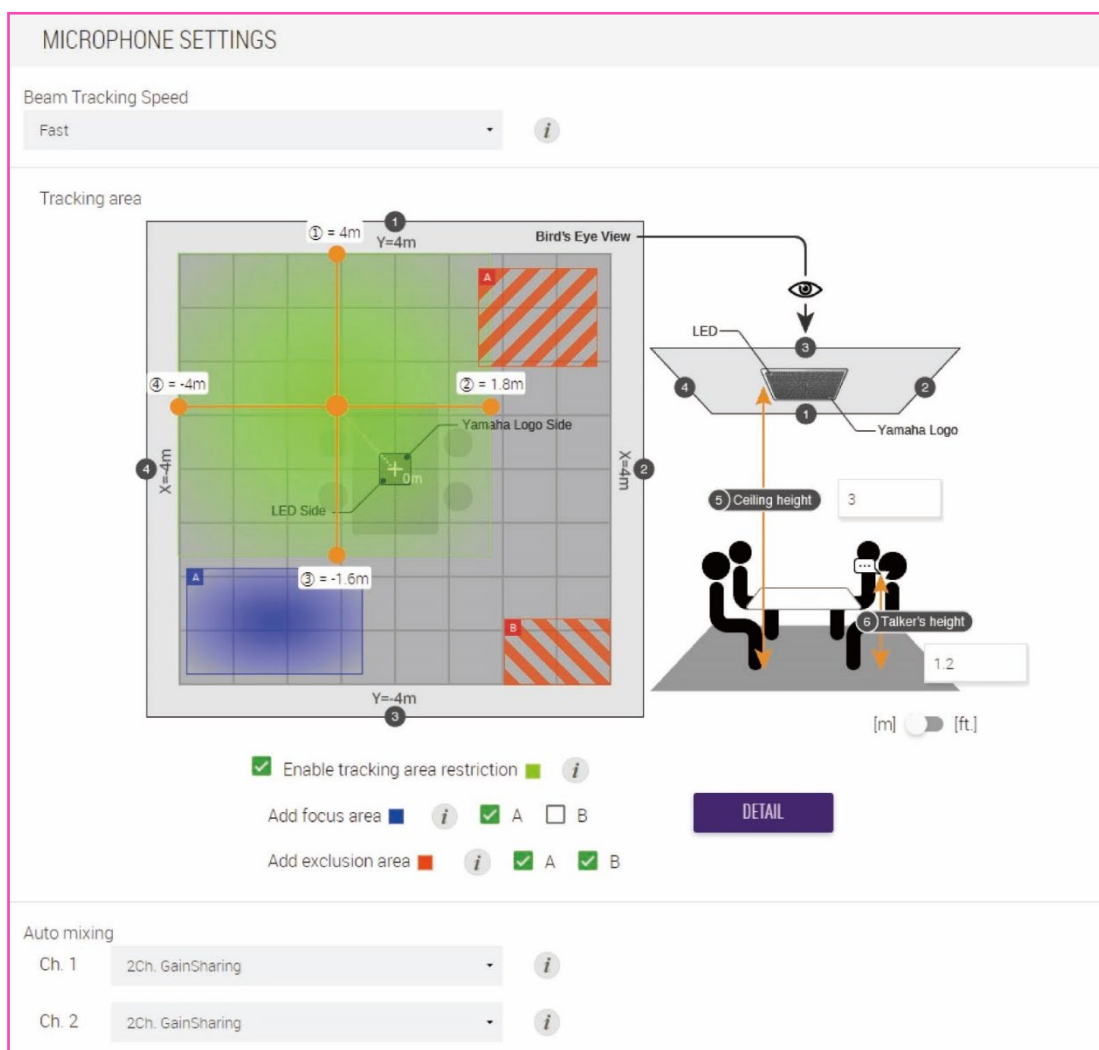 MICROPHONE SETTINGS
Beam Tracking Speed
Fast
i
Tracking area
1
① = 4m
Y=4m
Bird's Eye View
A
LED
3
④ = -4m
② = 1.8m
4
2
1
Yamaha Logo Side
Yamaha Logo
4
X=-4m
0m
X=4m
2
5 Ceiling height
3
LED Side
A
③ = -1.6m
...
B
6 Talker's height
1.2
Y=-4m
3
[m] [ft.]
Enable tracking area restriction i
Add focus area i A B
DETAIL
Add exclusion area i A B
Auto mixing
Ch. 1 2Ch. GainSharing i
Ch. 2 2Ch. GainSharing i